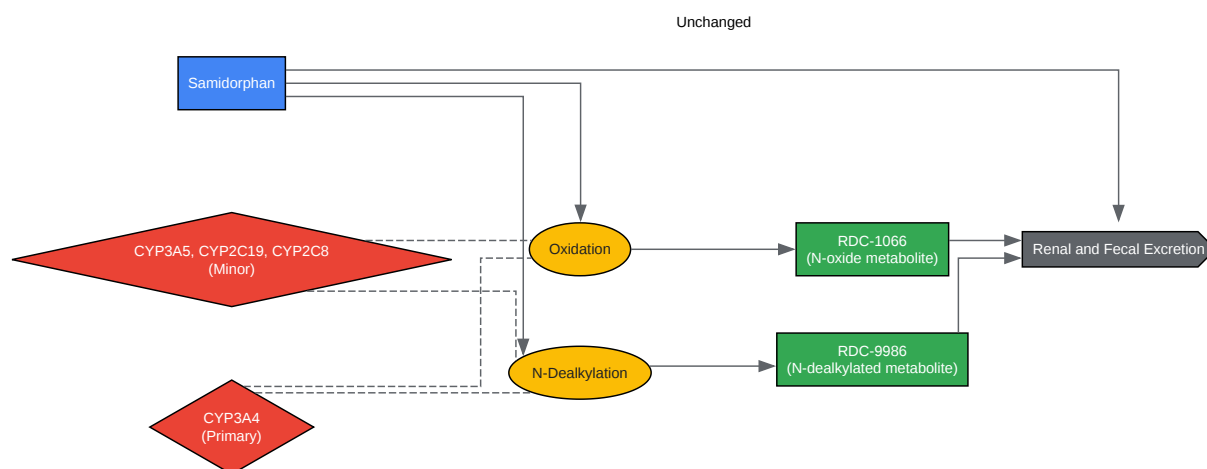 Unchanged
Samidorphan
CYP3A5, CYP2C19, CYP2C8
(Minor)
Oxidation
RDC-1066
(N-oxide metabolite)
Renal and Fecal Excretion
N-Dealkylation
RDC-9986
(N-dealkylated metabolite)
CYP3A4
(Primary)